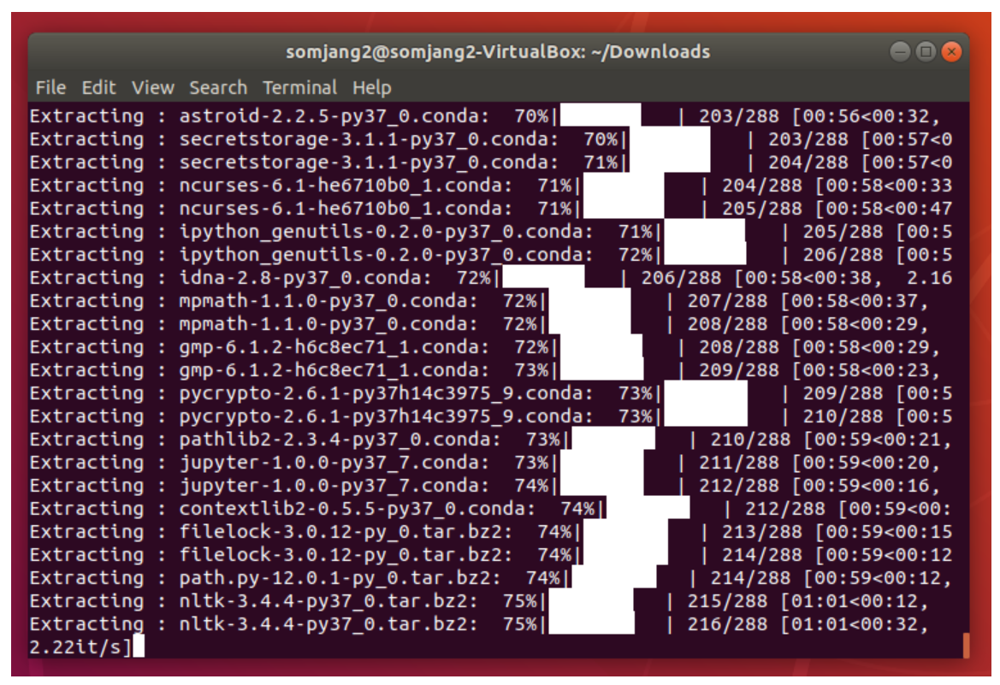 somjang2@somjang2-VirtualBox: ~/Downloads
File Edit View Search Terminal Help
Extracting : astroid-2.2.5-py37_0.conda:  70%|          | 203/288 [00:56<00:32,
Extracting : secretstorage-3.1.1-py37_0.conda:  70%|          | 203/288 [00:57<0
Extracting : secretstorage-3.1.1-py37_0.conda:  71%|          | 204/288 [00:57<0
Extracting : ncurses-6.1-he6710b0_1.conda:  71%|          | 204/288 [00:58<00:33
Extracting : ncurses-6.1-he6710b0_1.conda:  71%|          | 205/288 [00:58<00:47
Extracting : ipython_genutils-0.2.0-py37_0.conda:  71%|          | 205/288 [00:5
Extracting : ipython_genutils-0.2.0-py37_0.conda:  72%|          | 206/288 [00:5
Extracting : idna-2.8-py37_0.conda:  72%|          | 206/288 [00:58<00:38,  2.16
Extracting : mpmath-1.1.0-py37_0.conda:  72%|          | 207/288 [00:58<00:37,
Extracting : mpmath-1.1.0-py37_0.conda:  72%|          | 208/288 [00:58<00:29,
Extracting : gmp-6.1.2-h6c8ec71_1.conda:  72%|          | 208/288 [00:58<00:29,
Extracting : gmp-6.1.2-h6c8ec71_1.conda:  73%|          | 209/288 [00:58<00:23,
Extracting : pycrypto-2.6.1-py37h14c3975_9.conda:  73%|          | 209/288 [00:5
Extracting : pycrypto-2.6.1-py37h14c3975_9.conda:  73%|          | 210/288 [00:5
Extracting : pathlib2-2.3.4-py37_0.conda:  73%|          | 210/288 [00:59<00:21,
Extracting : jupyter-1.0.0-py37_7.conda:  73%|          | 211/288 [00:59<00:20,
Extracting : jupyter-1.0.0-py37_7.conda:  74%|          | 212/288 [00:59<00:16,
Extracting : contextlib2-0.5.5-py37_0.conda:  74%|          | 212/288 [00:59<00:
Extracting : filelock-3.0.12-py_0.tar.bz2:  74%|          | 213/288 [00:59<00:15
Extracting : filelock-3.0.12-py_0.tar.bz2:  74%|          | 214/288 [00:59<00:12
Extracting : path.py-12.0.1-py_0.tar.bz2:  74%|          | 214/288 [00:59<00:12,
Extracting : nltk-3.4.4-py37_0.tar.bz2:  75%|          | 215/288 [01:01<00:12,
Extracting : nltk-3.4.4-py37_0.tar.bz2:  75%|          | 216/288 [01:01<00:32,
2.22it/s]